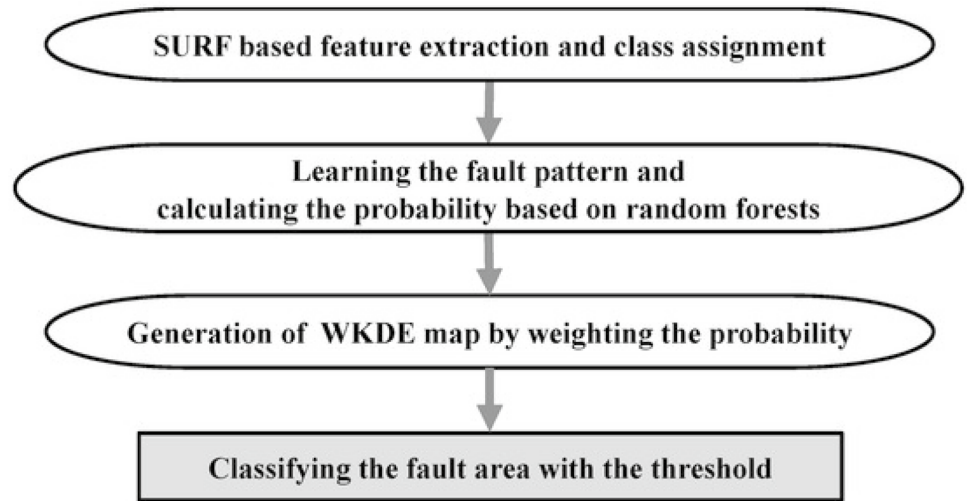 SURF based feature extraction and class assignment
Learning the fault pattern and
calculating the probability based on random forests
Generation of WKDE map by weighting the probability
Classifying the fault area with the threshold